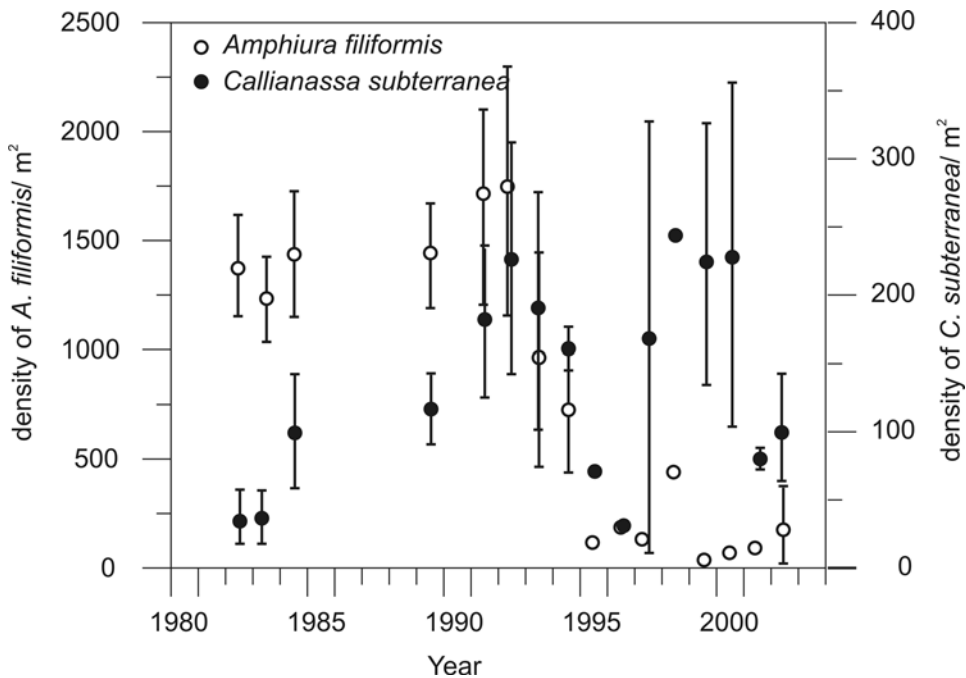 2500
2000
1500
1000
500
0
density of A. filiformis/ m²
Amphiura filiformis
Callianassa subterranea
400
300
200
100
0
density of C. subterranea/ m²
1980 1985 1990 1995 2000
Year